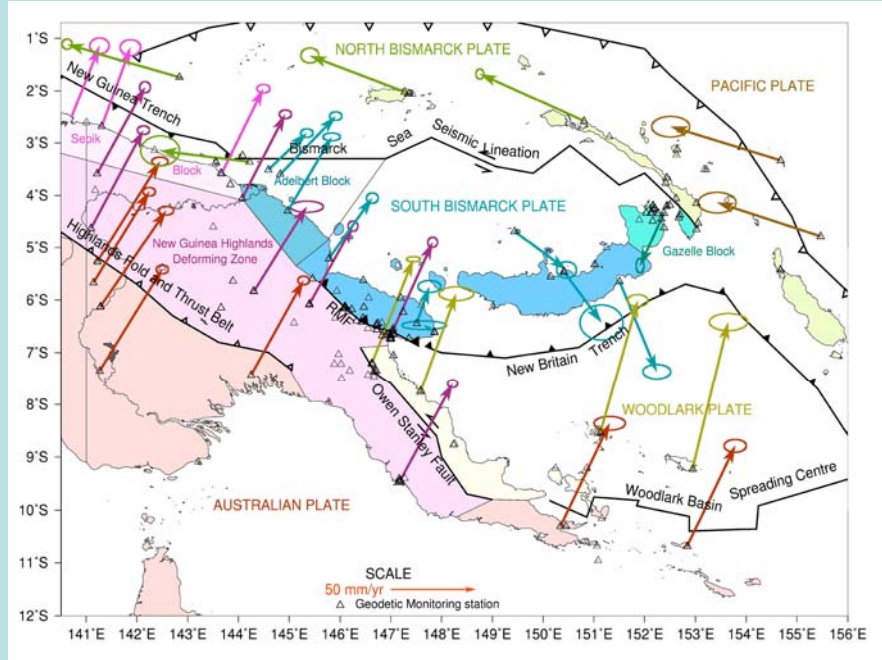 1˚S
2˚S
3˚S
4˚S
5˚S
6˚S
7˚S
8˚S
9˚S
10˚S
11˚S
12˚S
NORTH BISMARCK PLATE
PACIFIC PLATE
New Guinea Trench
Sepik
Block
Bismarck
Sea
Seismic Lineation
Adelbert Block
SOUTH BISMARCK PLATE
Gazelle Block
New Guinea Highlands
Deforming Zone
Highlands Fold and Thrust Belt
RMF
New Britain
Trench
Owen Stanley Fault
WOODLARK PLATE
Woodlark Basin
Spreading Centre
AUSTRALIAN PLATE
SCALE
50 mm/yr
Geodetic Monitoring station
141˚E 142˚E 143˚E 144˚E 145˚E 146˚E 147˚E 148˚E 149˚E 150˚E 151˚E 152˚E 153˚E 154˚E 155˚E 156˚E